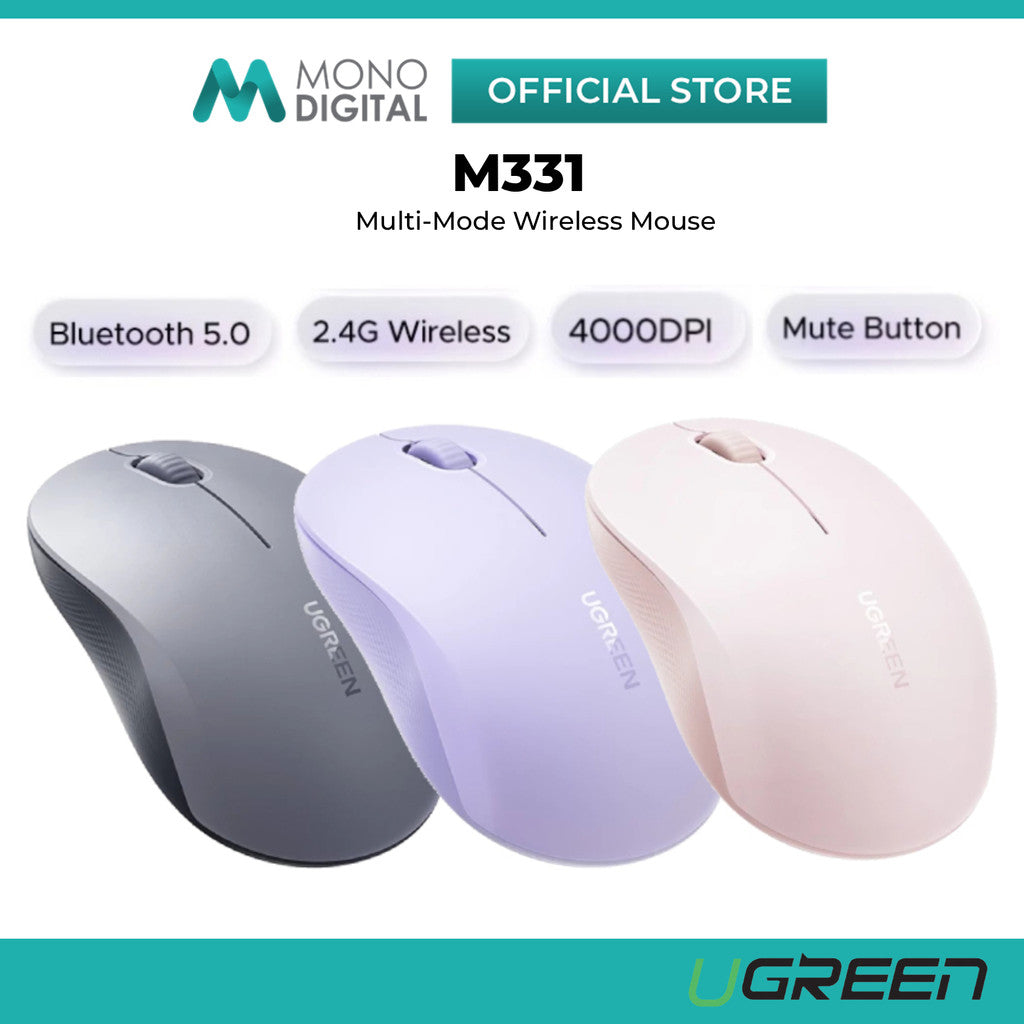 MONO
DIGITAL
OFFICIAL STORE
M331
Multi-Mode Wireless Mouse
Bluetooth 5.0
2.4G Wireless
4000DPI
Mute Button
UGREEN
UGREEN
UGREEN
UGREEN